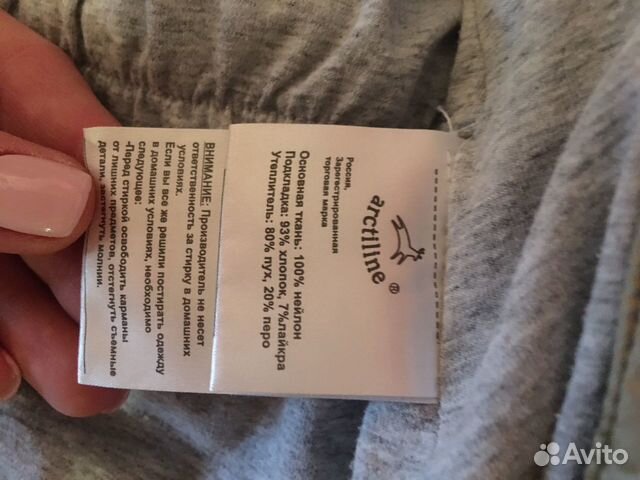 arctiline ®
Россия,
Зарегестрированная
торговая марка
Основная ткань: 100% нейлон
Подкладка: 93% хлопок, 7%лайкра
Утеплитель: 80% пух, 20% перо
ВНИМАНИЕ: Производитель не несет
ответственность за стирку в домашних
условиях.
Если вы все же решили постирать одежду
в домашних условиях, необходимо
следующее:
-Перед стиркой освободить карманы
от лишних предметов, отстегнуть съемные
детали, застегнуть молнии.
Avito